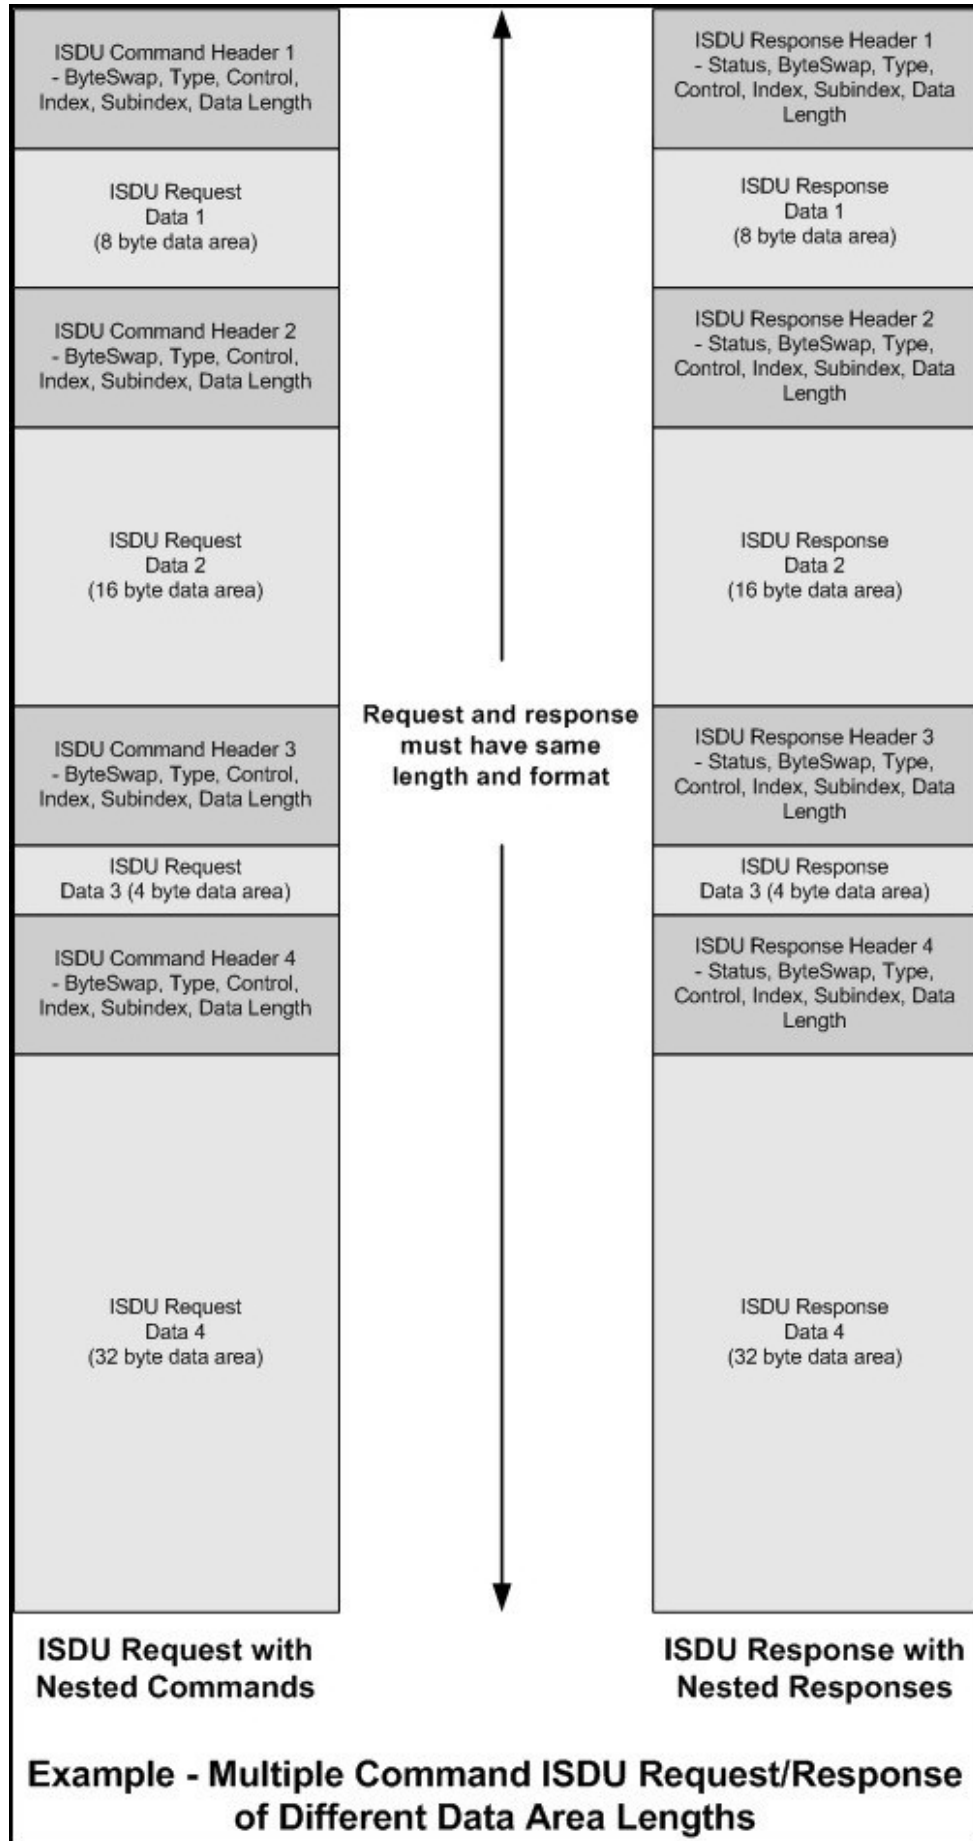 ISDU Command Header 1
- ByteSwap, Type, Control,
Index, Subindex, Data Length
ISDU Request
Data 1
(8 byte data area)
ISDU Command Header 2
- ByteSwap, Type, Control,
Index, Subindex, Data Length
ISDU Request
Data 2
(16 byte data area)
ISDU Command Header 3
- ByteSwap, Type, Control,
Index, Subindex, Data Length
ISDU Request
Data 3 (4 byte data area)
ISDU Command Header 4
- ByteSwap, Type, Control,
Index, Subindex, Data Length
ISDU Request
Data 4
(32 byte data area)
ISDU Request with
Nested Commands
Request and response
must have same
length and format
ISDU Response Header 1
- Status, ByteSwap, Type,
Control, Index, Subindex, Data
Length
ISDU Response
Data 1
(8 byte data area)
ISDU Response Header 2
- Status, ByteSwap, Type,
Control, Index, Subindex, Data
Length
ISDU Response
Data 2
(16 byte data area)
ISDU Response Header 3
- Status, ByteSwap, Type,
Control, Index, Subindex, Data
Length
ISDU Response
Data 3 (4 byte data area)
ISDU Response Header 4
- Status, ByteSwap, Type,
Control, Index, Subindex, Data
Length
ISDU Response
Data 4
(32 byte data area)
ISDU Response with
Nested Responses
Example - Multiple Command ISDU Request/Response
of Different Data Area Lengths